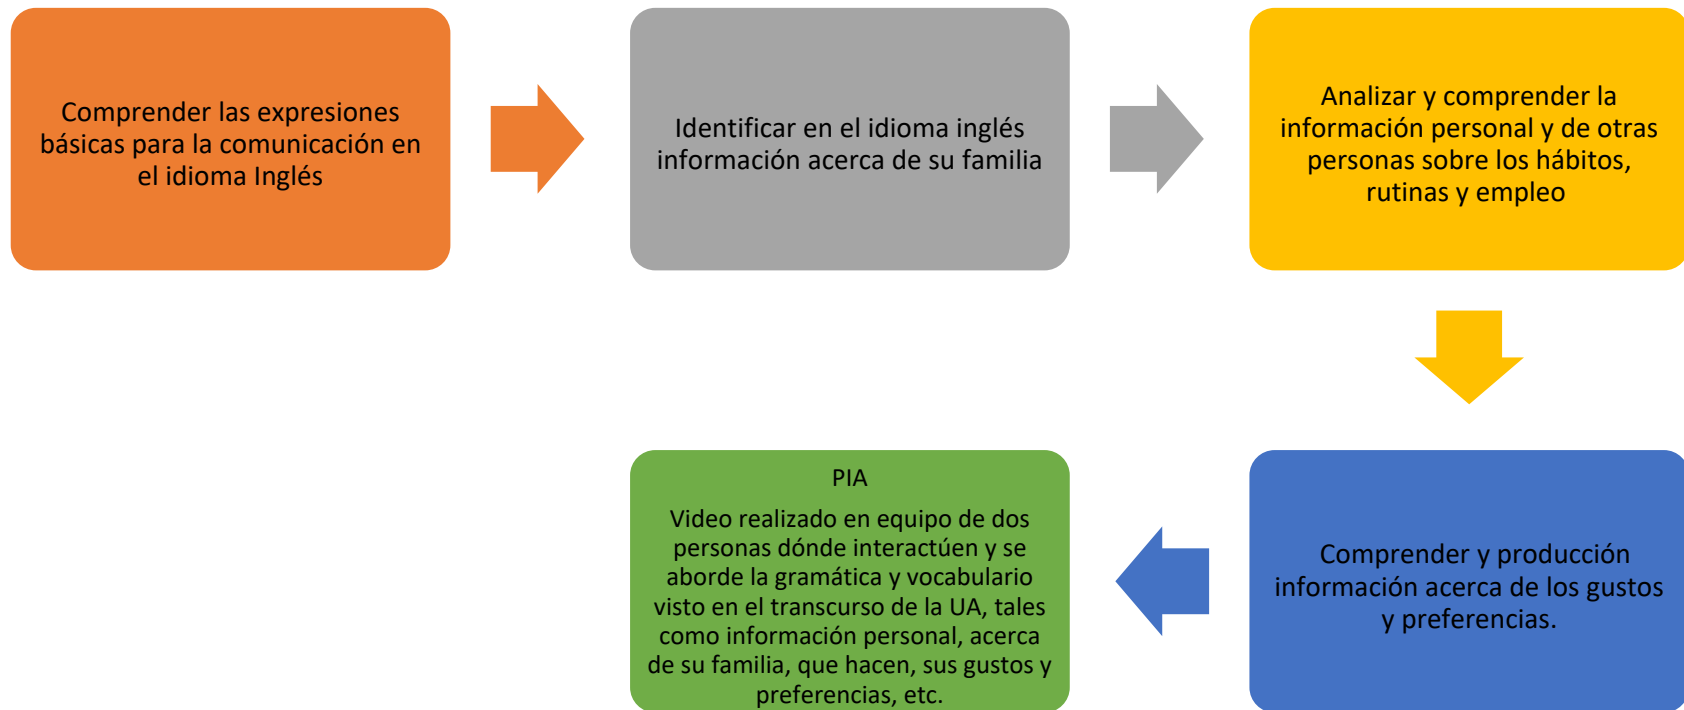 Comprender las expresiones
básicas para la comunicación en
el idioma Inglés
Identificar en el idioma inglés
información acerca de su familia
Analizar y comprender la
información personal y de otras
personas sobre los hábitos,
rutinas y empleo
Comprender y producción
información acerca de los gustos
y preferencias.
PIA
Video realizado en equipo de dos
personas dónde interactúen y se
aborde la gramática y vocabulario
visto en el transcurso de la UA, tales
como información personal, acerca
de su familia, que hacen, sus gustos y
preferencias, etc.